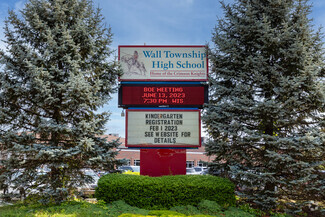 Wall Township
High School
Home of the Crimson Knights
BOE MEETING
JUNE 13, 2023
7:30 PM WIS
KINDERGARTEN
REGISTRATION
FEB 1 2023
SEE WEBSITE FOR
DETAILS